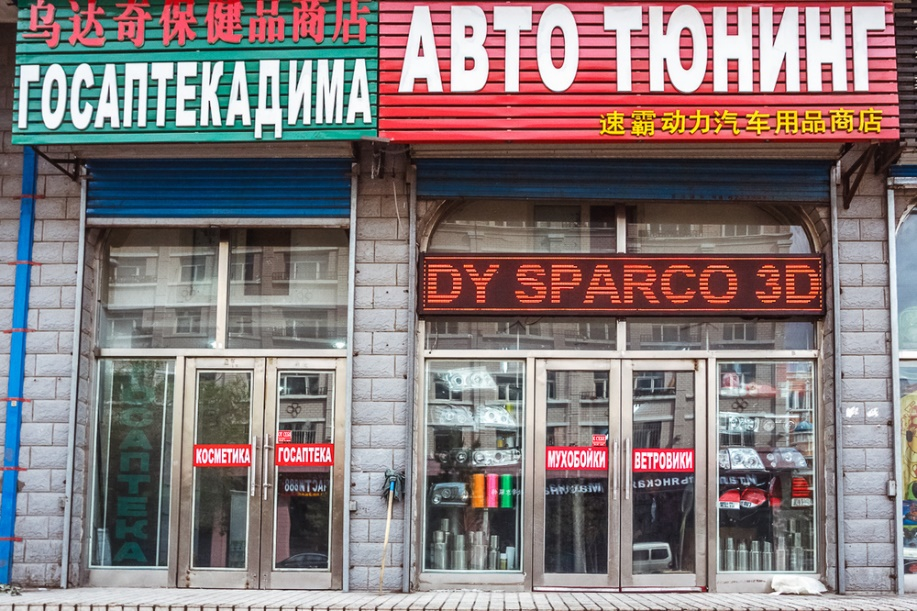 乌达奇保健品商店
ГОСАПТЕКАДИМА
АВТО ТЮНИНГ
速霸动力汽车用品商店
DY SPARCO 3D
КОСМЕТИКА
ГОСАПТЕКА
МУХОБОЙКИ
ВЕТРОВИКИ
ГОСАПТЕКА